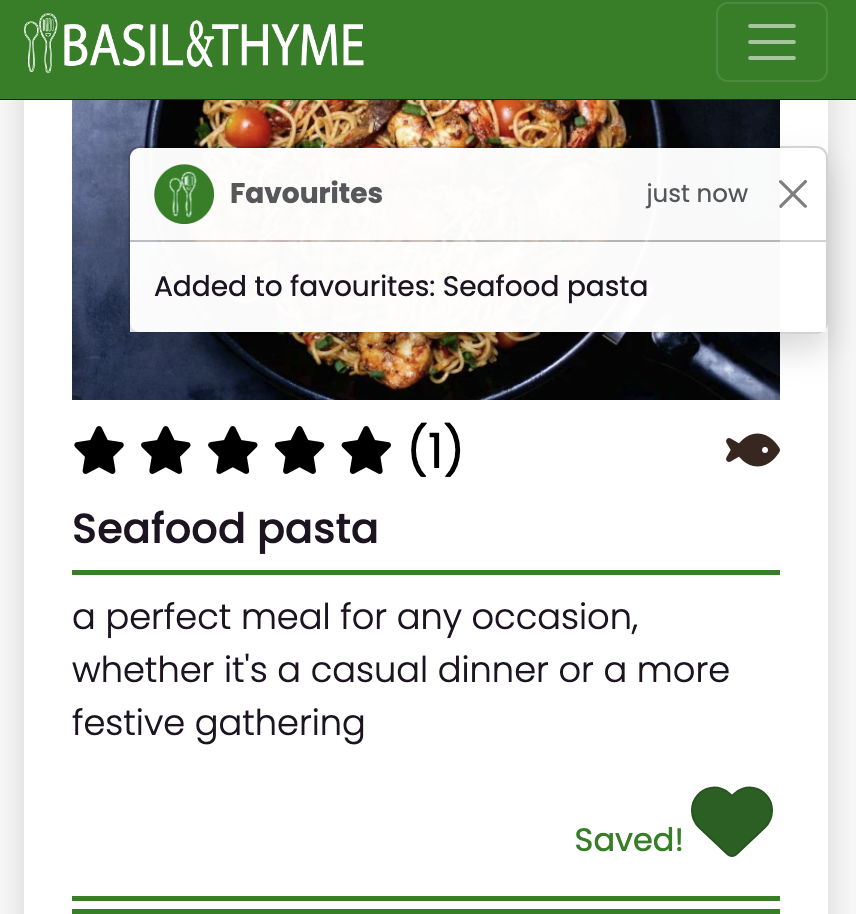 BASIL&THYME
Favourites just now
Added to favourites: Seafood pasta
(1)
Seafood pasta
a perfect meal for any occasion,
whether it's a casual dinner or a more
festive gathering
Saved!